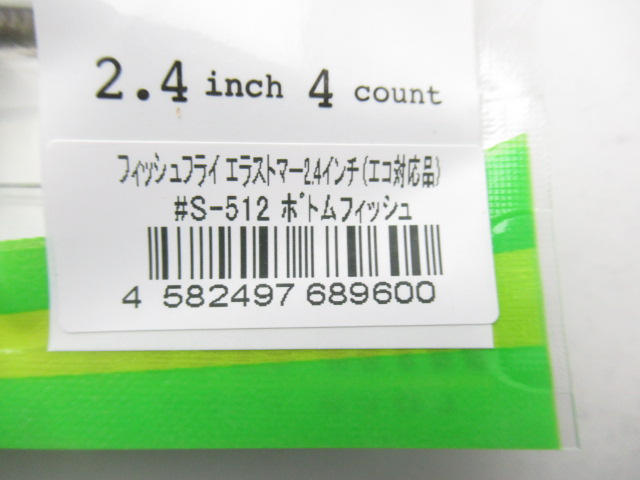 2.4 inch 4 count
フィッシュフライ エラストマー2.4インチ(エコ対応品)
#S-512 ボトムフィッシュ
4 582497 689600